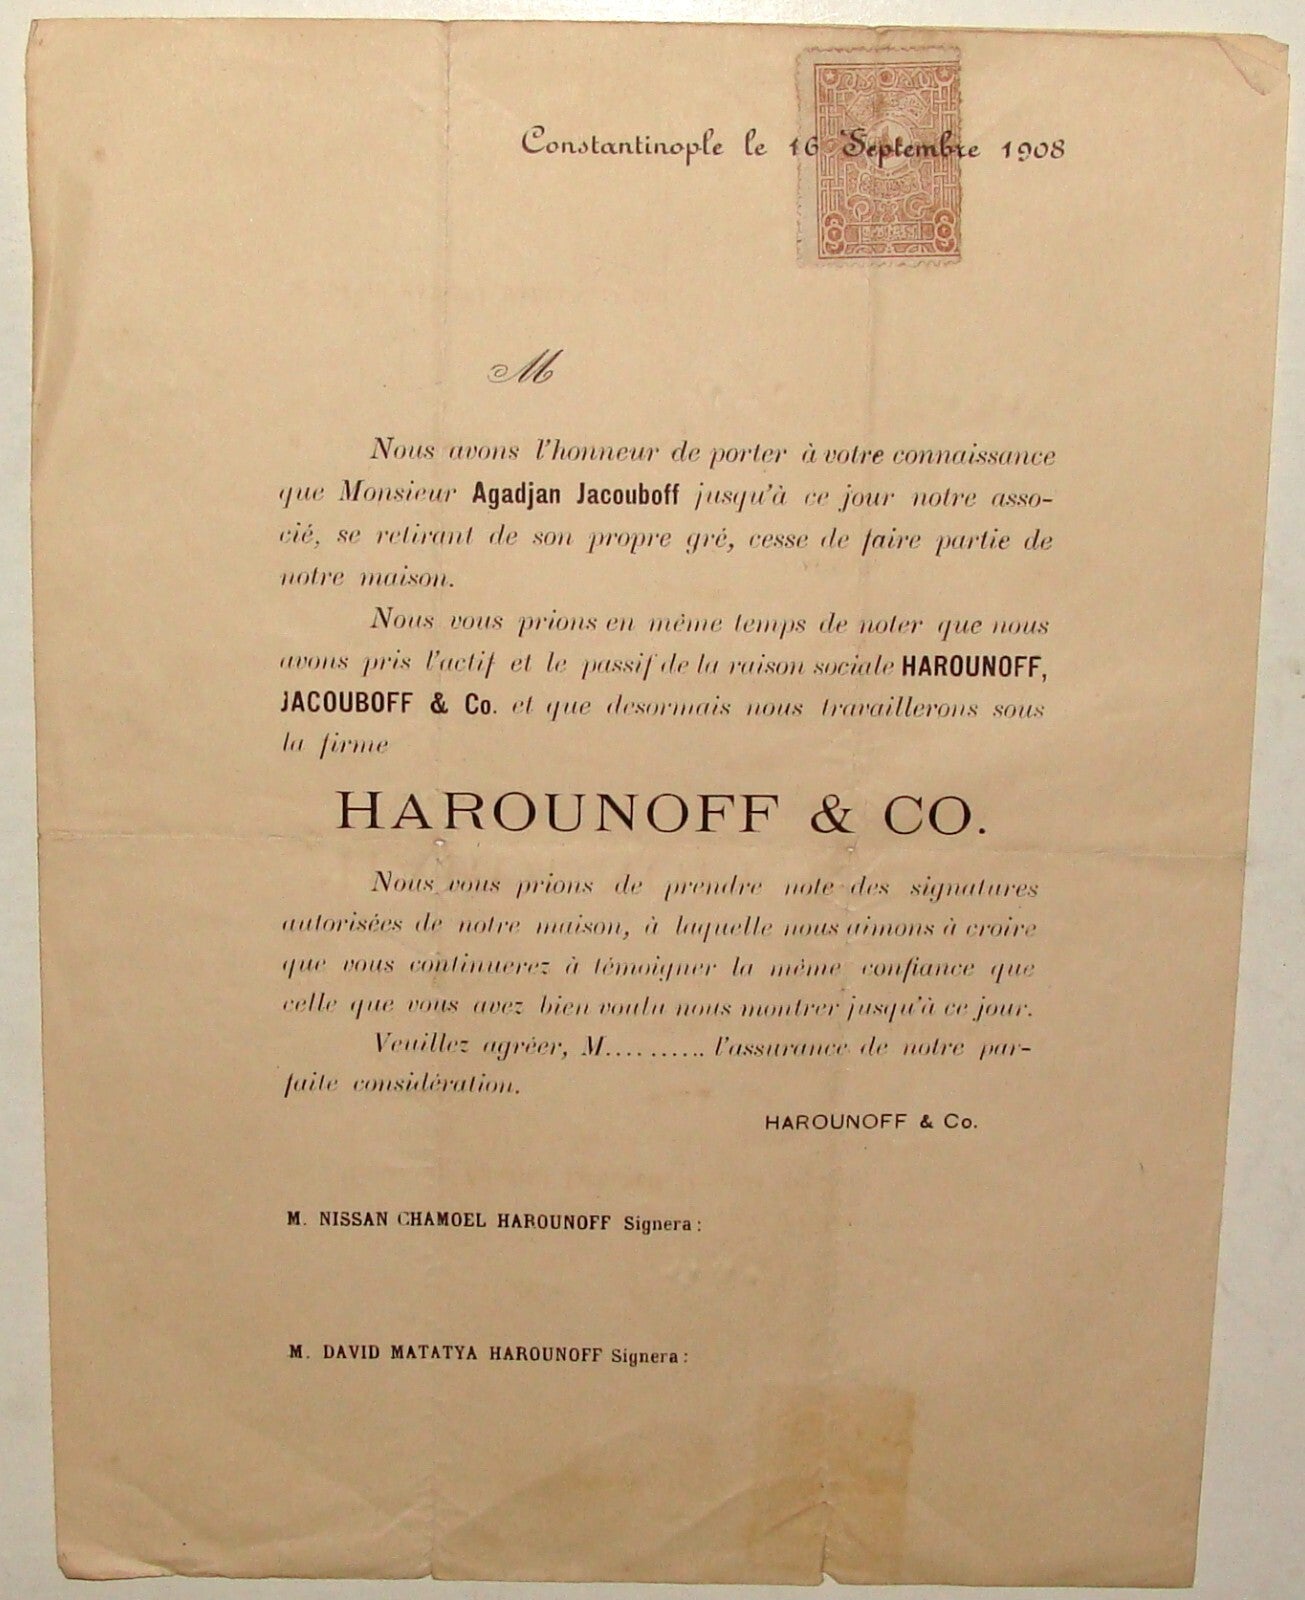 Constantinople le 16 Septembre 1908
M
Nous avons l'honneur de porter à votre connaissance
que Monsieur Agadjan Jacouboff jusqu'à ce jour notre asso-
cié, se retirant de son propre gré, cesse de faire partie de
notre maison.
Nous vous prions en même temps de noter que nous
avons pris l'actif et le passif de la raison sociale HAROUNOFF,
JACOUBOFF & Co. et que desormais nous travaillerons sous
la firme
HAROUNOFF & CO.
Nous vous prions de prendre note des signatures
autorisées de notre maison, à laquelle nous aimons à croire
que vous continuerez à témoigner la même confiance que
celle que vous avez bien voulu nous montrer jusqu'à ce jour.
Veuillez agréer, M.......... l'assurance de notre par-
faite considération.
HAROUNOFF & Co.
M. NISSAN CHAMOEL HAROUNOFF Signera :
M. DAVID MATATYA HAROUNOFF Signera :